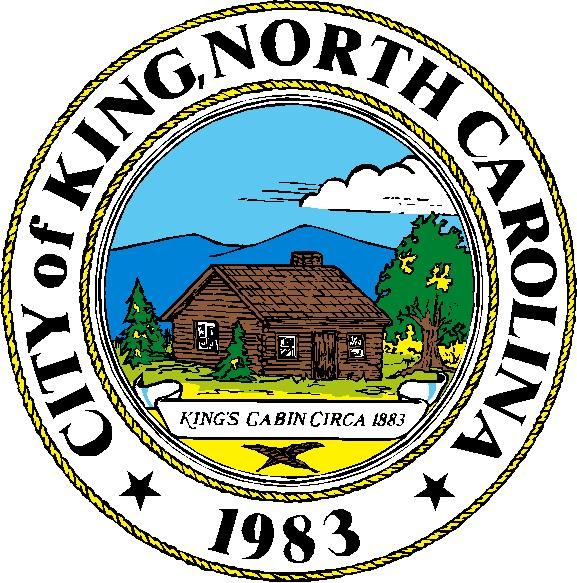 CITY of KING, NORTH CAROLINA
KING'S CABIN CIRCA 1883
1983